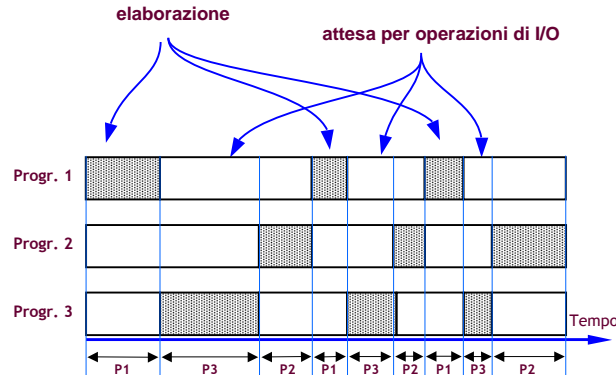 elaborazione
attesa per operazioni di I/O
Progr. 1
Progr. 2
Progr. 3
Tempo
P1 P3 P2 P1 P3 P2 P1 P3 P2